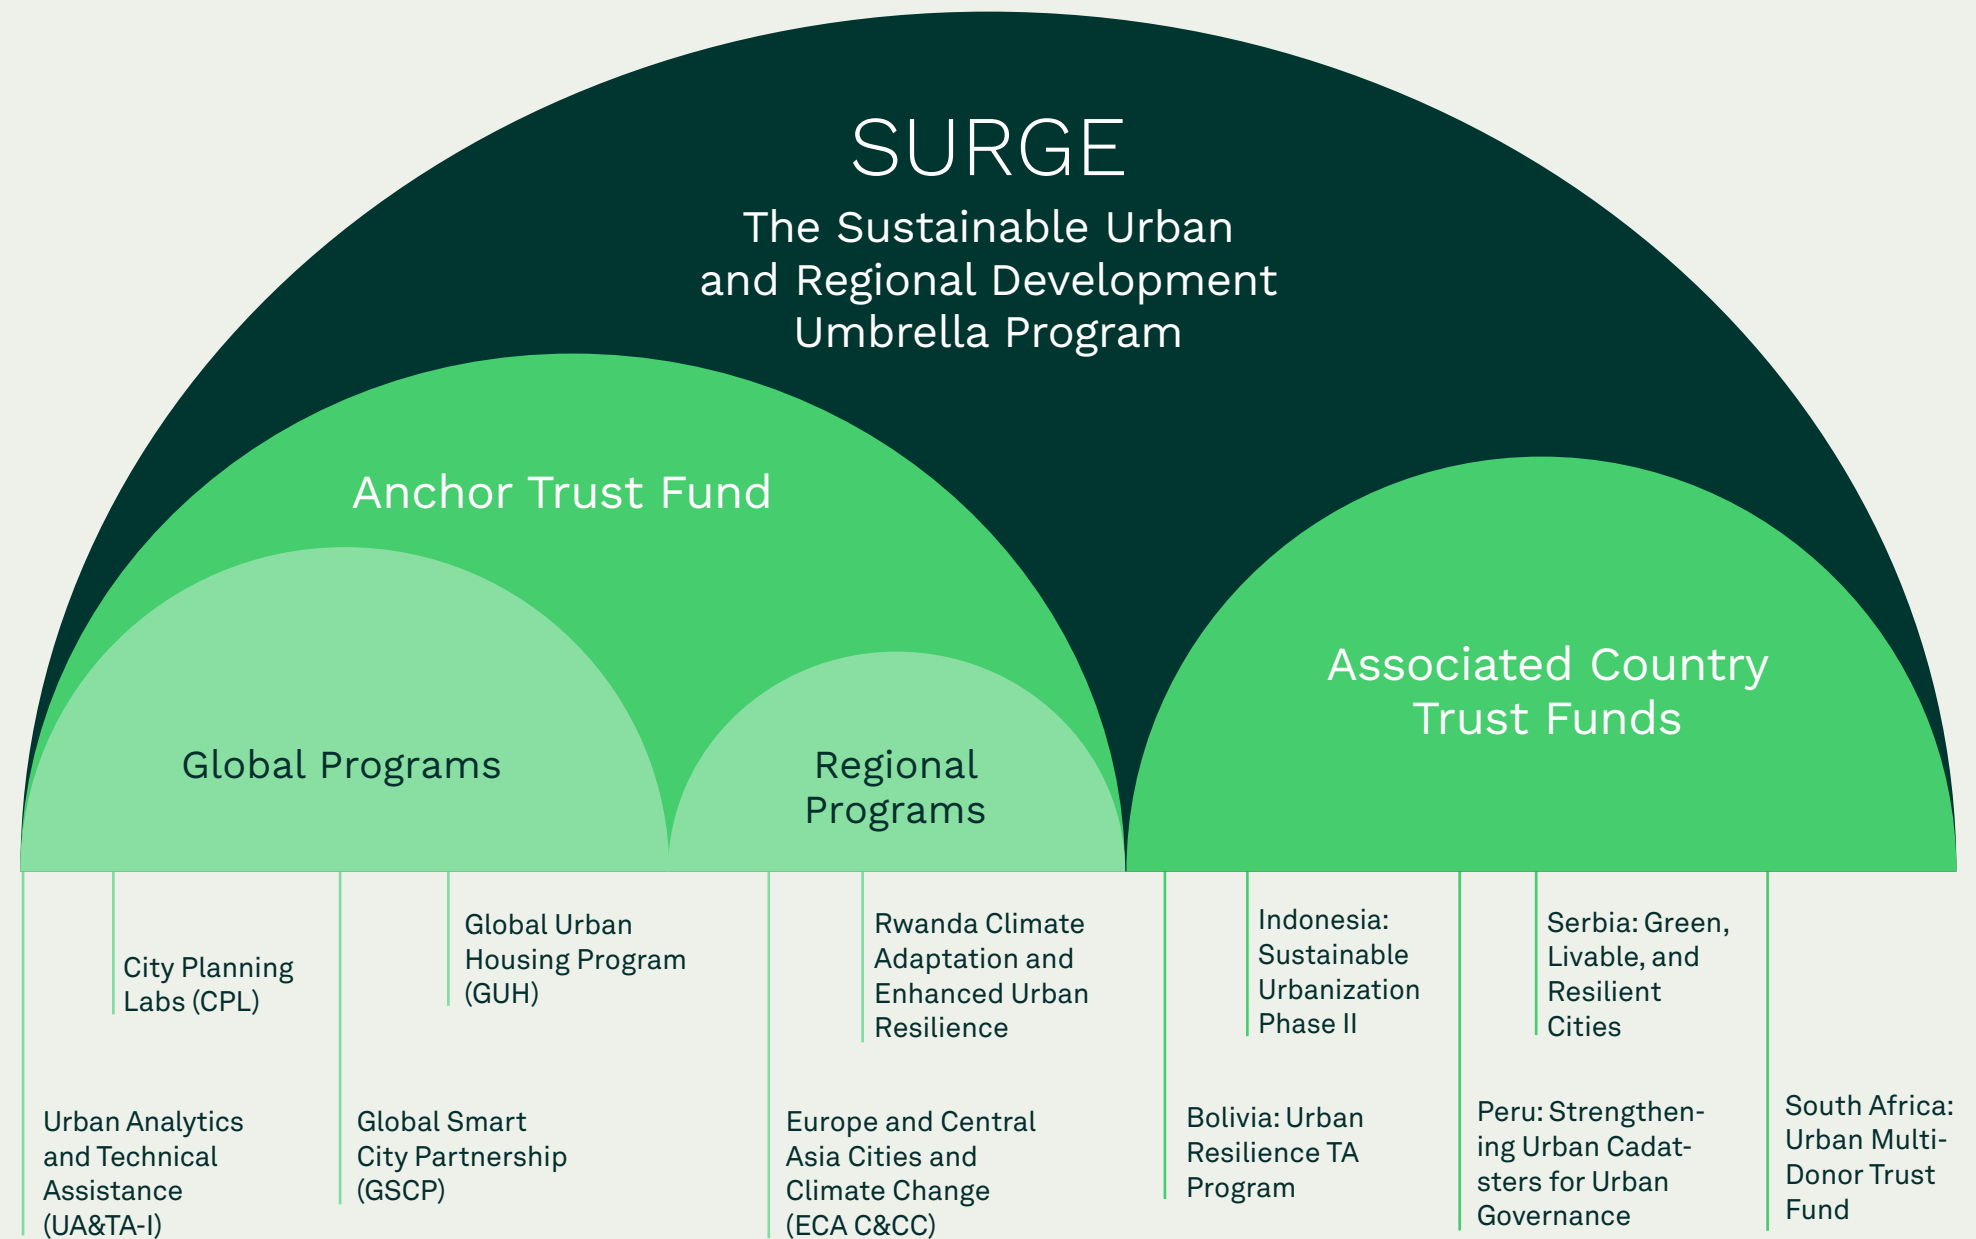 SURGE
The Sustainable Urban
and Regional Development
Umbrella Program
Anchor Trust Fund
Associated Country
Trust Funds
Global Programs
Regional
Programs
City Planning
Labs (CPL)
Global Urban
Housing Program
(GUH)
Rwanda Climate
Adaptation and
Enhanced Urban
Resilience
Indonesia:
Sustainable
Urbanization
Phase II
Serbia: Green,
Livable, and
Resilient
Cities
Urban Analytics
and Technical
Assistance
(UA&TA-I)
Global Smart
City Partnership
(GSCP)
Europe and Central
Asia Cities and
Climate Change
(ECA C&CC)
Bolivia: Urban
Resilience TA
Program
Peru: Strengthen-
ing Urban Cadat-
sters for Urban
Governance
South Africa:
Urban Multi-
Donor Trust
Fund